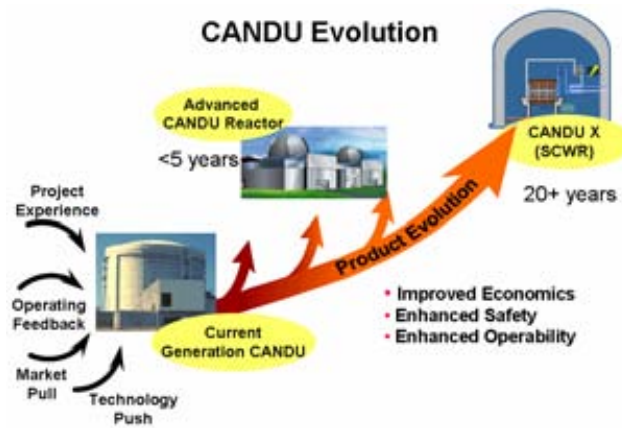 CANDU Evolution
Advanced
CANDU Reactor
<5 years
CANDU X
(SCWR)
20+ years
Project
Experience
Operating
Feedback
Market
Pull
Technology
Push
Current
Generation CANDU
Product Evolution
• Improved Economics
• Enhanced Safety
• Enhanced Operability